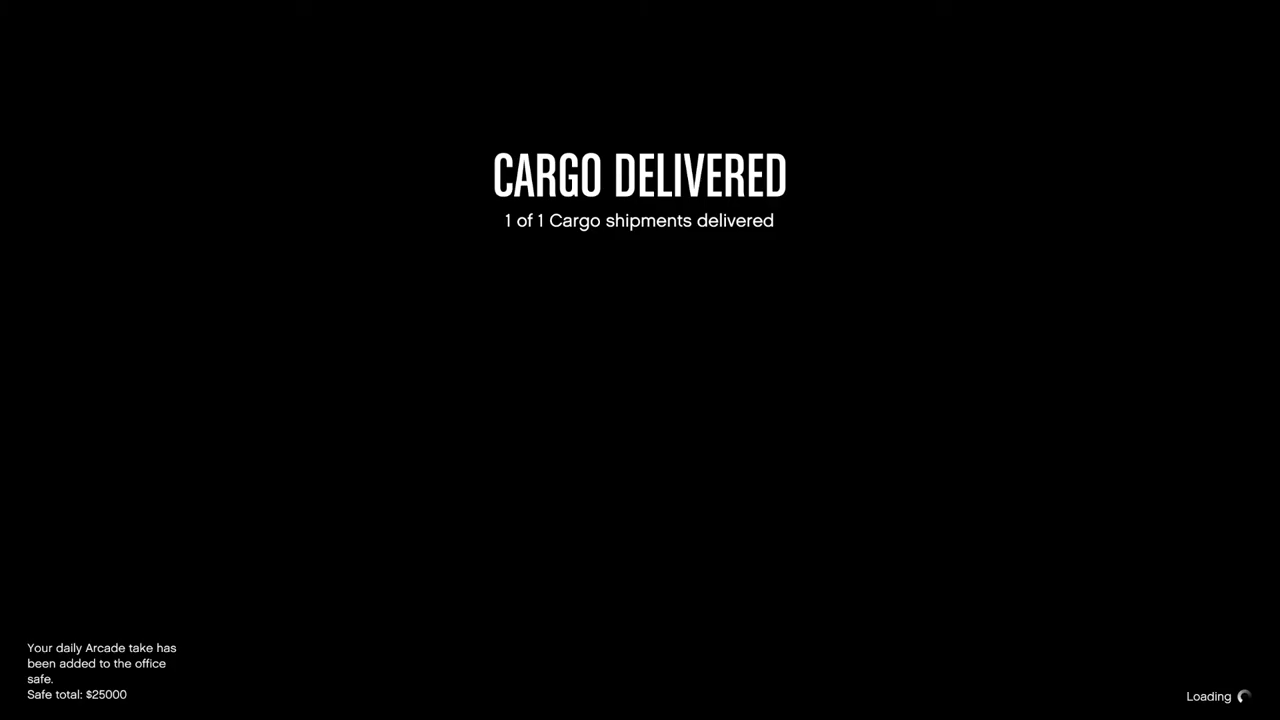 CARGO DELIVERED
1 of 1 Cargo shipments delivered
Your daily Arcade take has
been added to the office
safe.
Safe total: $25000
Loading